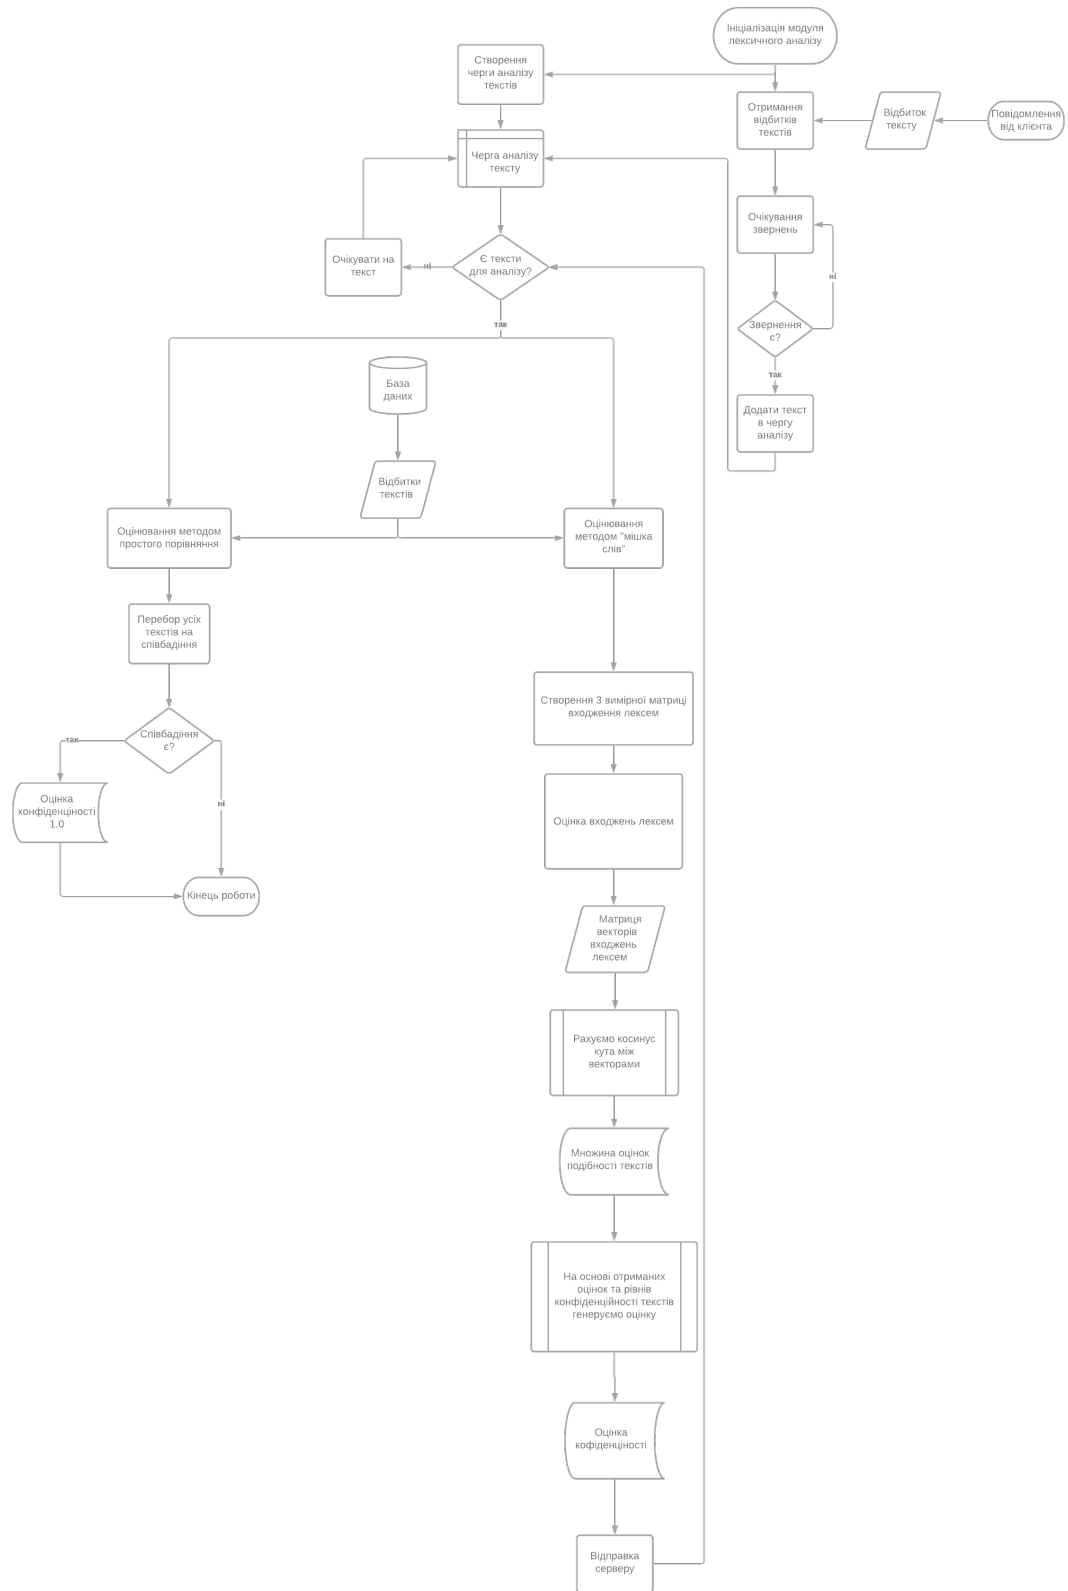 Ініціалізація модуля
лексичного аналізу
Створення
черги аналізу
текстів
Отримання
відбитків
текстів
Відбиток
тексту
Повідомлення
від клієнта
Черга аналізу
тексту
Очікування
звернень
ні
Очікувати на
текст
ні
Є тексти
для аналізу?
так
Звернення
є?
так
База
даних
Додати текст
в чергу
аналізу
Відбитки
текстів
Оцінювання методом
простого порівняння
Оцінювання
методом "мішка
слів"
Перебор усіх
текстів на
співбадіння
Створення 3 вимірної матриці
входження лексем
Співбадіння
є?
так
ні
Оцінка
конфіденціності
1.0
Оцінка входжень лексем
Кінець роботи
Матриця
векторів
входжень
лексем
Рахуємо косинус
кута між
векторами
Множина оцінок
подібності текстів
На основі отриманих
оцінок та рівнів
конфіденційності текстів
генеруємо оцінку
Оцінка
кофіденціності
Відправка
серверу